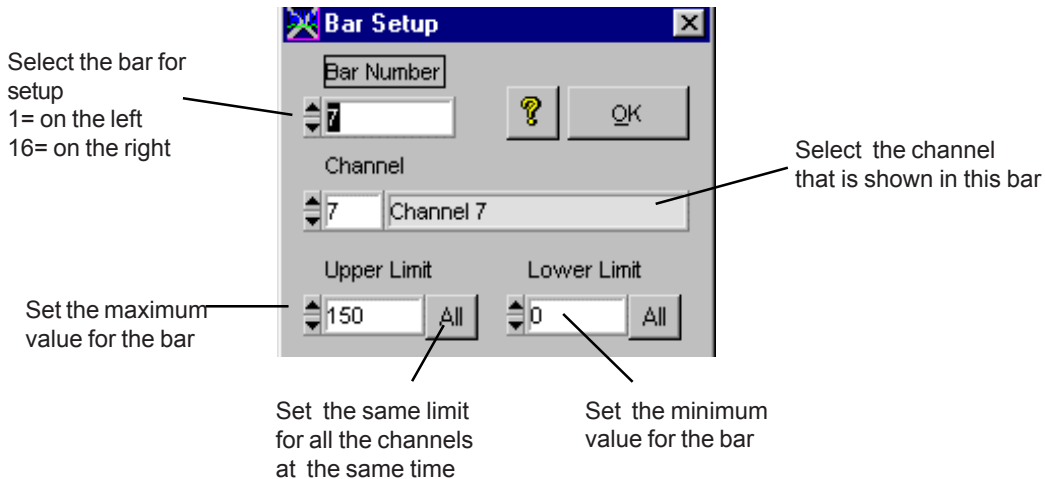 Bar Setup
Select the bar for
setup
1= on the left
16= on the right
Bar Number
7
?
OK
Channel
7
Channel 7
Select the channel
that is shown in this bar
Upper Limit
Lower Limit
150
All
0
All
Set the maximum
value for the bar
Set the same limit
for all the channels
at the same time
Set the minimum
value for the bar